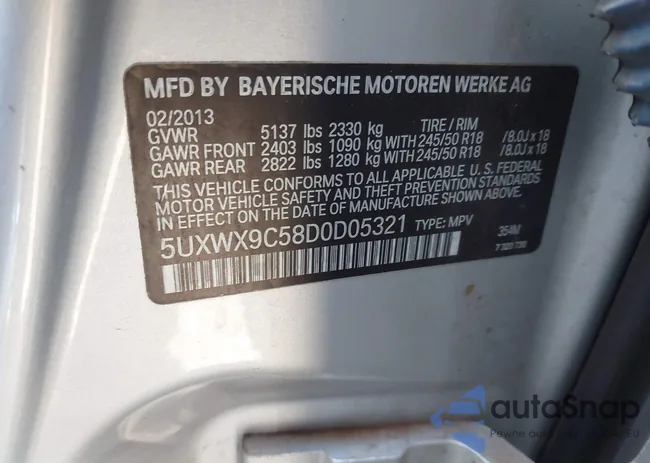 MFD BY BAYERISCHE MOTOREN WERKE AG
02/2013
GVWR 5137 lbs 2330 kg TIRE / RIM
GAWR FRONT 2403 lbs 1090 kg WITH 245/50 R18 /8.0J x 18
GAWR REAR 2822 lbs 1280 kg WITH 245/50 R18 /8.0J x 18
THIS VEHICLE CONFORMS TO ALL APPLICABLE U. S. FEDERAL
MOTOR VEHICLE SAFETY AND THEFT PREVENTION STANDARDS
IN EFFECT ON THE DATE OF MANUFACTURE SHOWN ABOVE.
5UXWX9C58D0D05321 TYPE: MPV 354M
autoSnap
Pewne auto